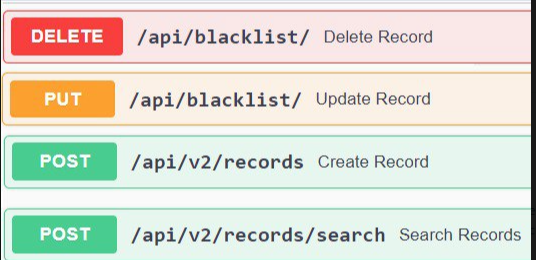 DELETE /api/blacklist/ Delete Record
PUT /api/blacklist/ Update Record
POST /api/v2/records Create Record
POST /api/v2/records/search Search Records